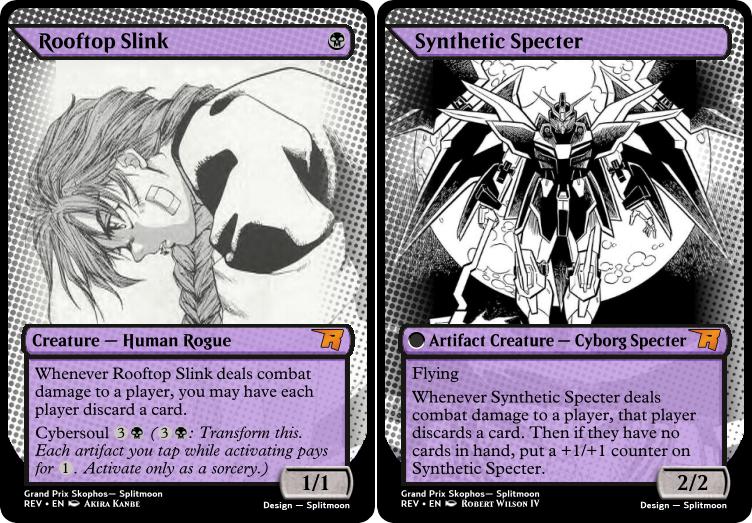 Rooftop Slink
Creature — Human Rogue
Whenever Rooftop Slink deals combat
damage to a player, you may have each
player discard a card.
Cybersoul 3 (3 : Transform this.
Each artifact you tap while activating pays
for 1. Activate only as a sorcery.)
1/1
Grand Prix Skophos— Splitmoon
REV • EN Akira Kanbe
Design — Splitmoon
Synthetic Specter
Artifact Creature — Cyborg Specter
Flying
Whenever Synthetic Specter deals
combat damage to a player, that player
discards a card. Then if they have no
cards in hand, put a +1/+1 counter on
Synthetic Specter.
2/2
Grand Prix Skophos— Splitmoon
REV • EN Robert Wilson IV
Design — Splitmoon